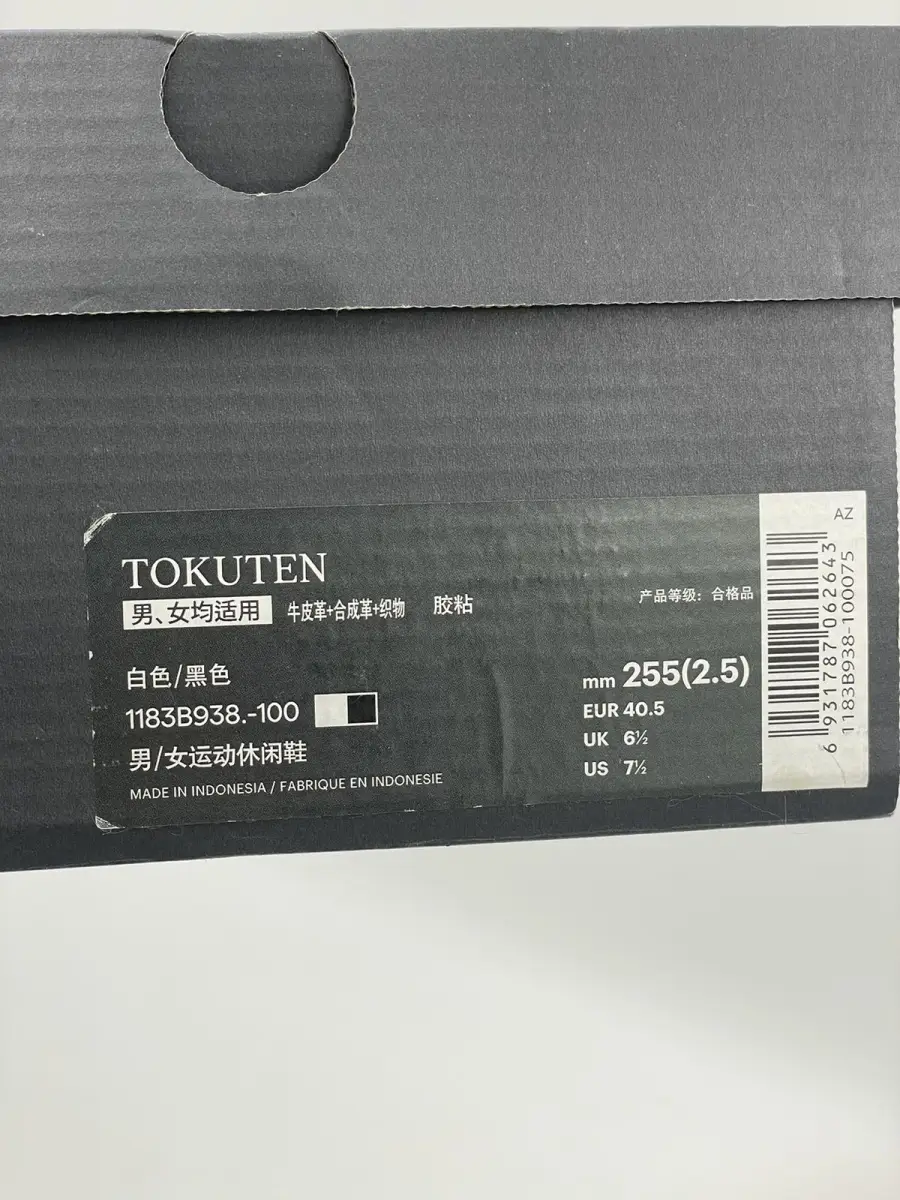 TOKUTEN
男、女均适用 牛皮革+合成革+织物 胶粘
产品等级：合格品
白色/黑色
1183B938.-100
男/女运动休闲鞋
MADE IN INDONESIA / FABRIQUE EN INDONESIE
mm 255(2.5)
EUR 40.5
UK 6½
US 7½
AZ
6 931787 062643
1183B938-100075